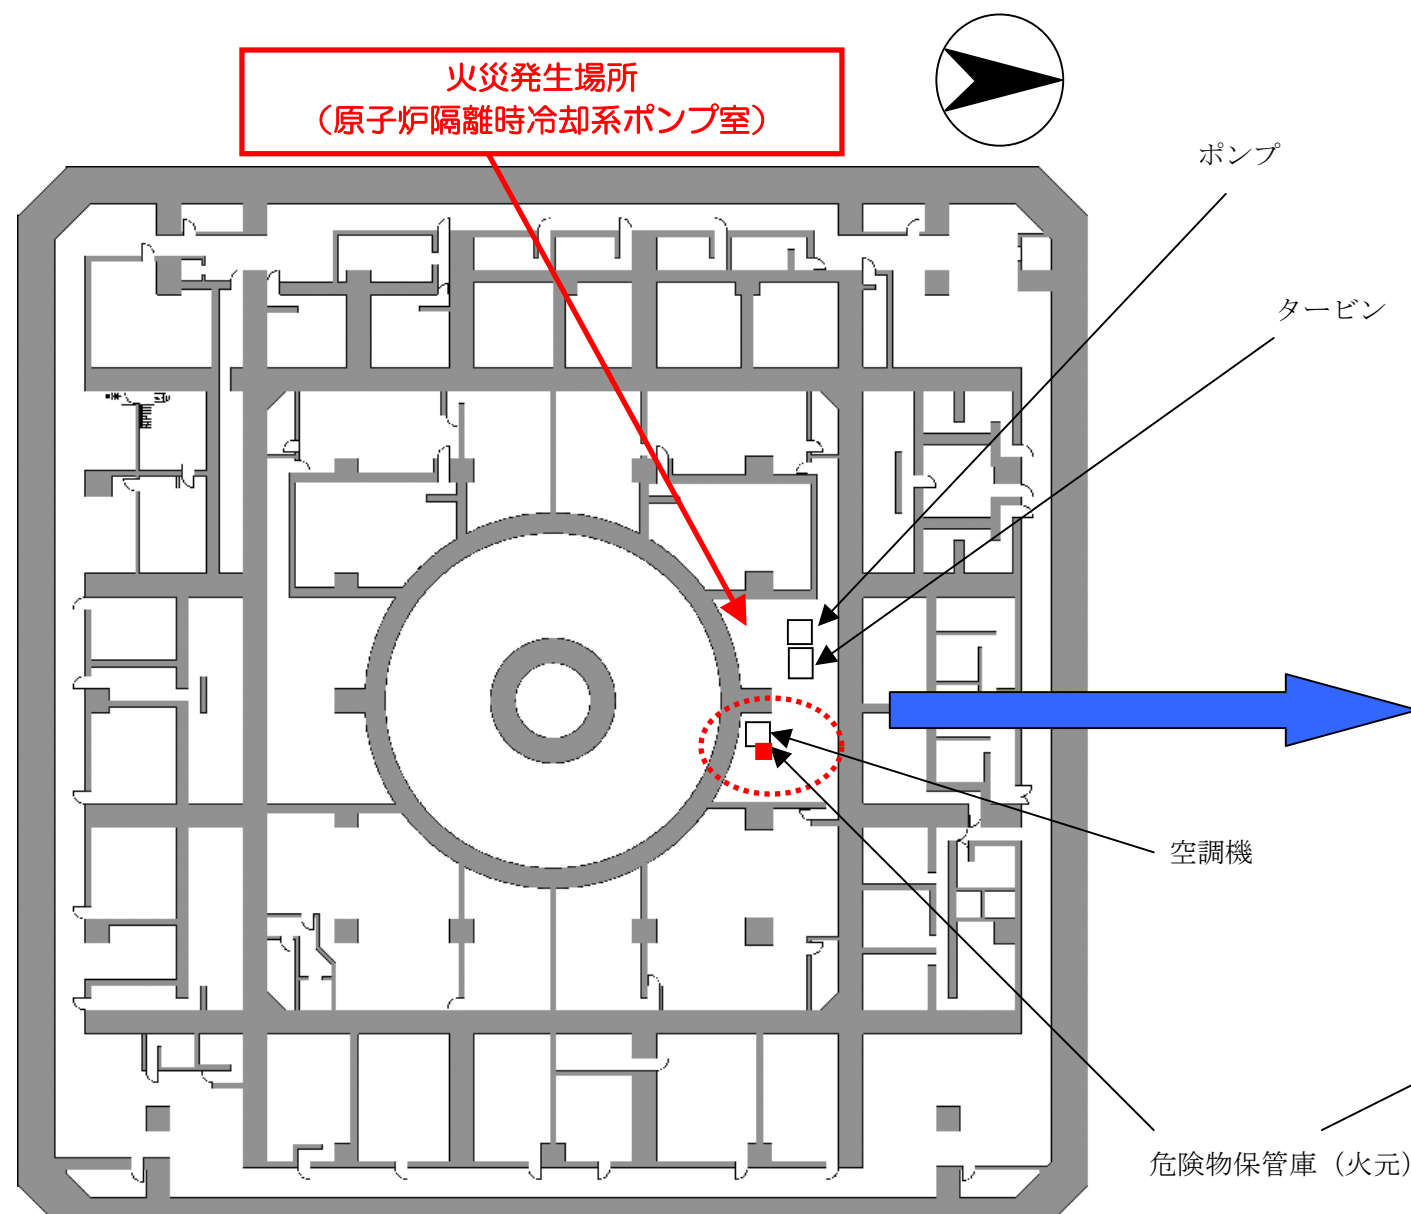 火災発生場所
（原子炉隔離時冷却系ポンプ室）
ポンプ
タービン
空調機
危険物保管庫（火元）